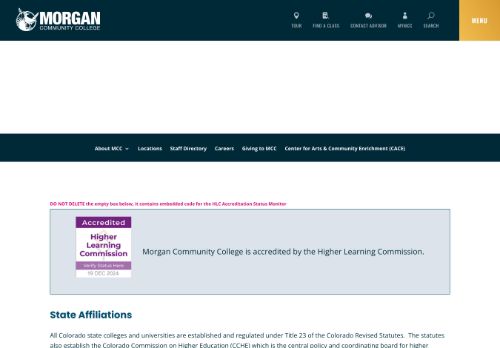 MORGAN
COMMUNITY COLLEGE
TOUR
FIND A CLASS
CONTACT ADVISOR
MYMCC
SEARCH
MENU
About MCC
Locations
Staff Directory
Careers
Giving to MCC
Center for Arts & Community Enrichment (CACE)
DO NOT DELETE the empty box below. It contains embedded code for the HLC Accreditation Status Monitor
Accredited
Higher
Learning
Commission
Verify Status Here
19 DEC 2024
Morgan Community College is accredited by the Higher Learning Commission.
State Affiliations
All Colorado state colleges and universities are established and regulated under Title 23 of the Colorado Revised Statutes. The statutes
also establish the Colorado Commission on Higher Education (CCHE) which is the central policy and coordinating board for higher